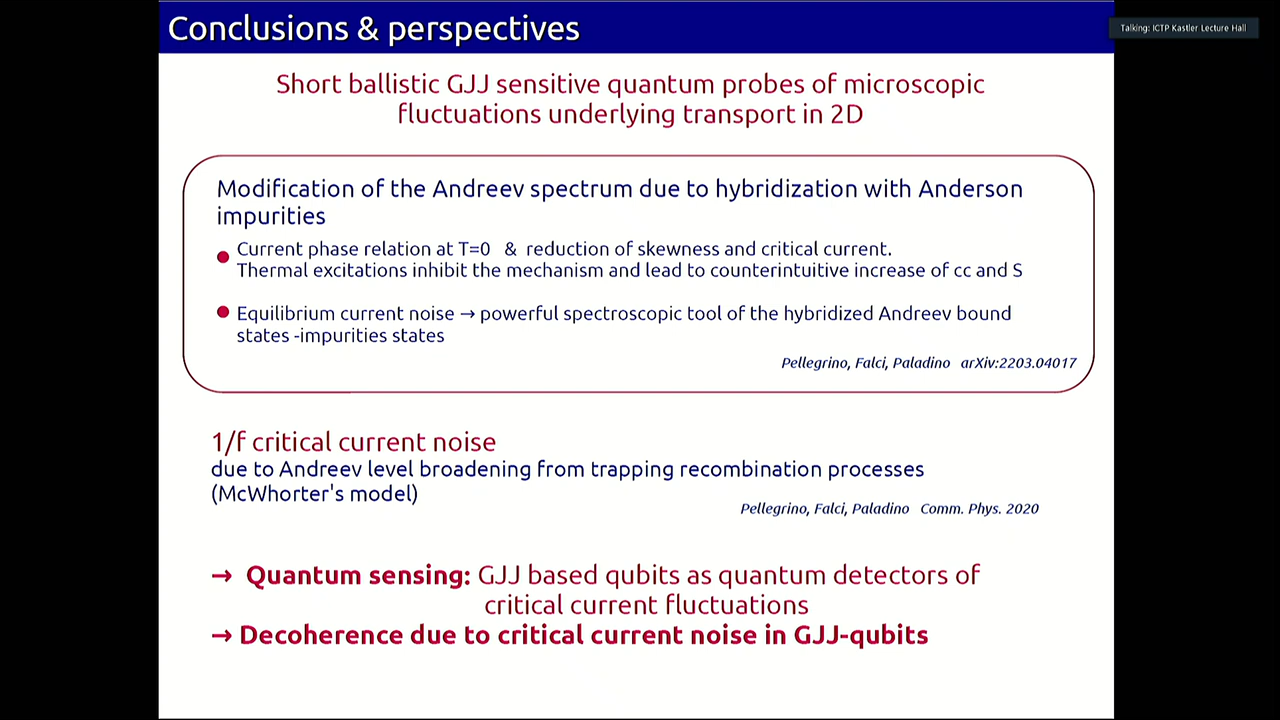 Conclusions & perspectives
Talking: ICTP Kastler Lecture Hall
Short ballistic GJJ sensitive quantum probes of microscopic
fluctuations underlying transport in 2D
Modification of the Andreev spectrum due to hybridization with Anderson
impurities
Current phase relation at T=0 & reduction of skewness and critical current.
Thermal excitations inhibit the mechanism and lead to counterintuitive increase of cc and S
Equilibrium current noise → powerful spectroscopic tool of the hybridized Andreev bound
states -impurities states
Pellegrino, Falci, Paladino arXiv:2203.04017
1/f critical current noise
due to Andreev level broadening from trapping recombination processes
(McWhorter's model)
Pellegrino, Falci, Paladino Comm. Phys. 2020
→ Quantum sensing: GJJ based qubits as quantum detectors of
critical current fluctuations
→ Decoherence due to critical current noise in GJJ-qubits